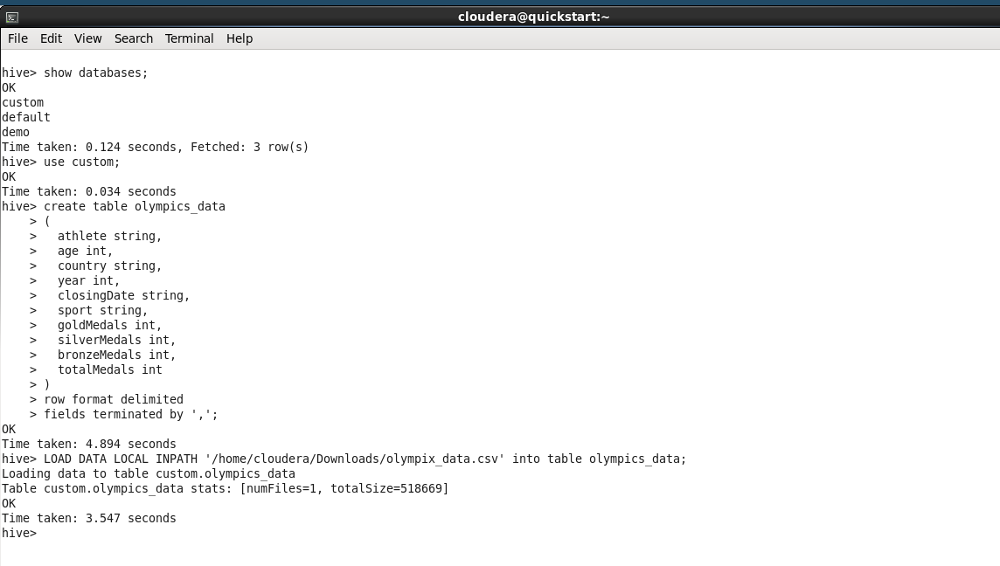 cloudera@quickstart:~
File Edit View Search Terminal Help
hive> show databases;
OK
custom
default
demo
Time taken: 0.124 seconds, Fetched: 3 row(s)
hive> use custom;
OK
Time taken: 0.034 seconds
hive> create table olympics_data
    > (
    >   athlete string,
    >   age int,
    >   country string,
    >   year int,
    >   closingDate string,
    >   sport string,
    >   goldMedals int,
    >   silverMedals int,
    >   bronzeMedals int,
    >   totalMedals int
    > )
    > row format delimited
    > fields terminated by ',';
OK
Time taken: 4.894 seconds
hive> LOAD DATA LOCAL INPATH '/home/cloudera/Downloads/olympix_data.csv' into table olympics_data;
Loading data to table custom.olympics_data
Table custom.olympics_data stats: [numFiles=1, totalSize=518669]
OK
Time taken: 3.547 seconds
hive>